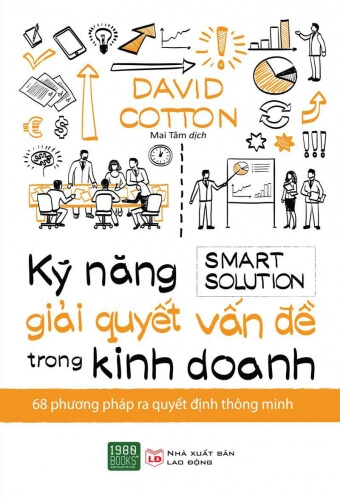 DAVID
COTTON
Mai Tâm dịch
SMART
SOLUTION
Kỹ năng
giải quyết vấn đề
trong kinh doanh
68 phương pháp ra quyết định thông minh
1980
BOOKS
LĐ
NHÀ XUẤT BẢN
LAO ĐỘNG